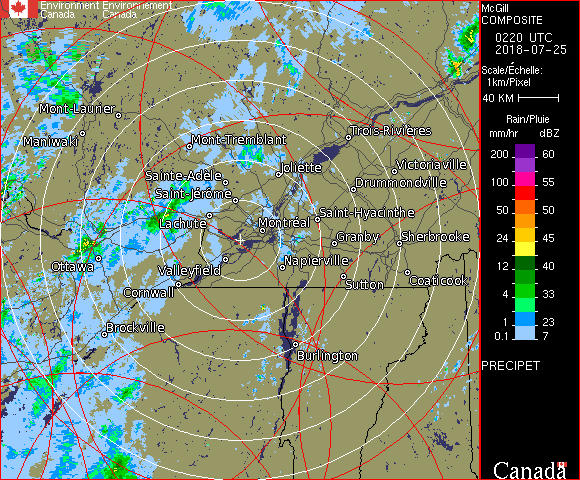 Environment Environnement
Canada Canada
McGill
COMPOSITE
0220 UTC
2018-07-25
Scale/Échelle:
1km/Pixel
40 KM
Rain/Pluie
mm/hr dBZ
200 60
100 55
50 50
24 45
12 40
4 33
1 23
0.1 7
PRECIPET
Canada
Mont-Laurier
Maniwaki
Mont-Tremblant
Trois-Rivières
Joliette
Victoriaville
Sainte-Adèle
Drummondville
Saint-Jérôme
Saint-Hyacinthe
Lachute
Montréal
Granby
Sherbrooke
Ottawa
Valleyfield
Napierville
Coaticook
Cornwall
Sutton
Brockville
Burlington